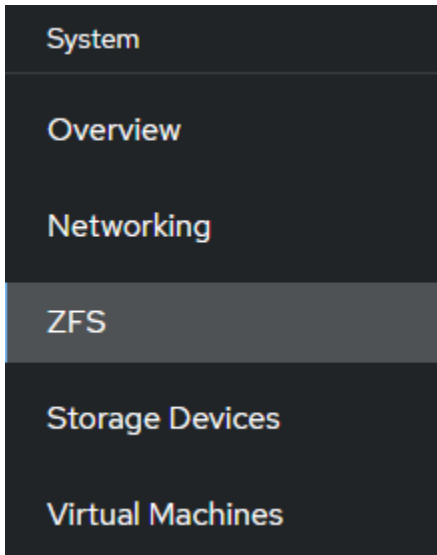 System
Overview
Networking
ZFS
Storage Devices
Virtual Machines